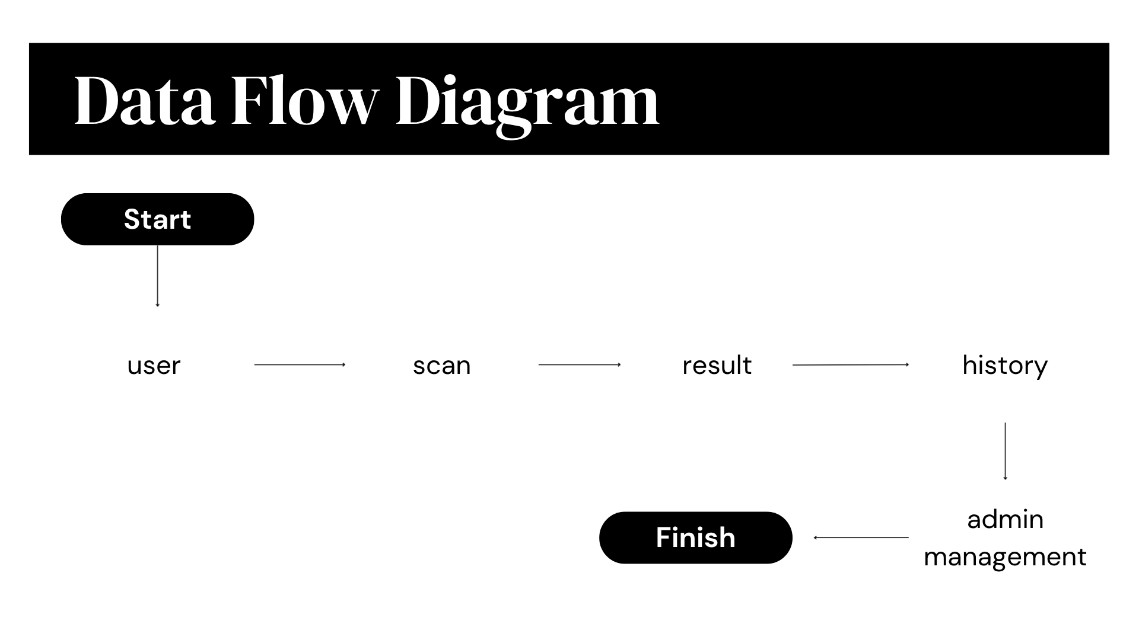 Data Flow Diagram
Start
user
scan
result
history
admin
management
Finish